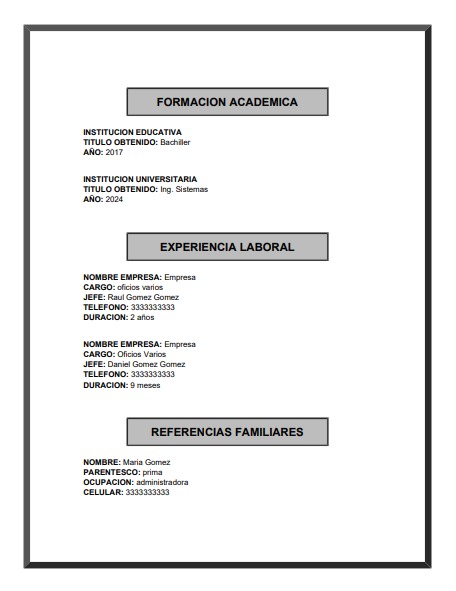 FORMACION ACADEMICA
INSTITUCION EDUCATIVA
TITULO OBTENIDO: Bachiller
AÑO: 2017
INSTITUCION UNIVERSITARIA
TITULO OBTENIDO: Ing. Sistemas
AÑO: 2024
EXPERIENCIA LABORAL
NOMBRE EMPRESA: Empresa
CARGO: oficios varios
JEFE: Raul Gomez Gomez
TELEFONO: 3333333333
DURACION: 2 años
NOMBRE EMPRESA: Empresa
CARGO: Oficios Varios
JEFE: Daniel Gomez Gomez
TELEFONO: 3333333333
DURACION: 9 meses
REFERENCIAS FAMILIARES
NOMBRE: Maria Gomez
PARENTESCO: prima
OCUPACION: administradora
CELULAR: 3333333333